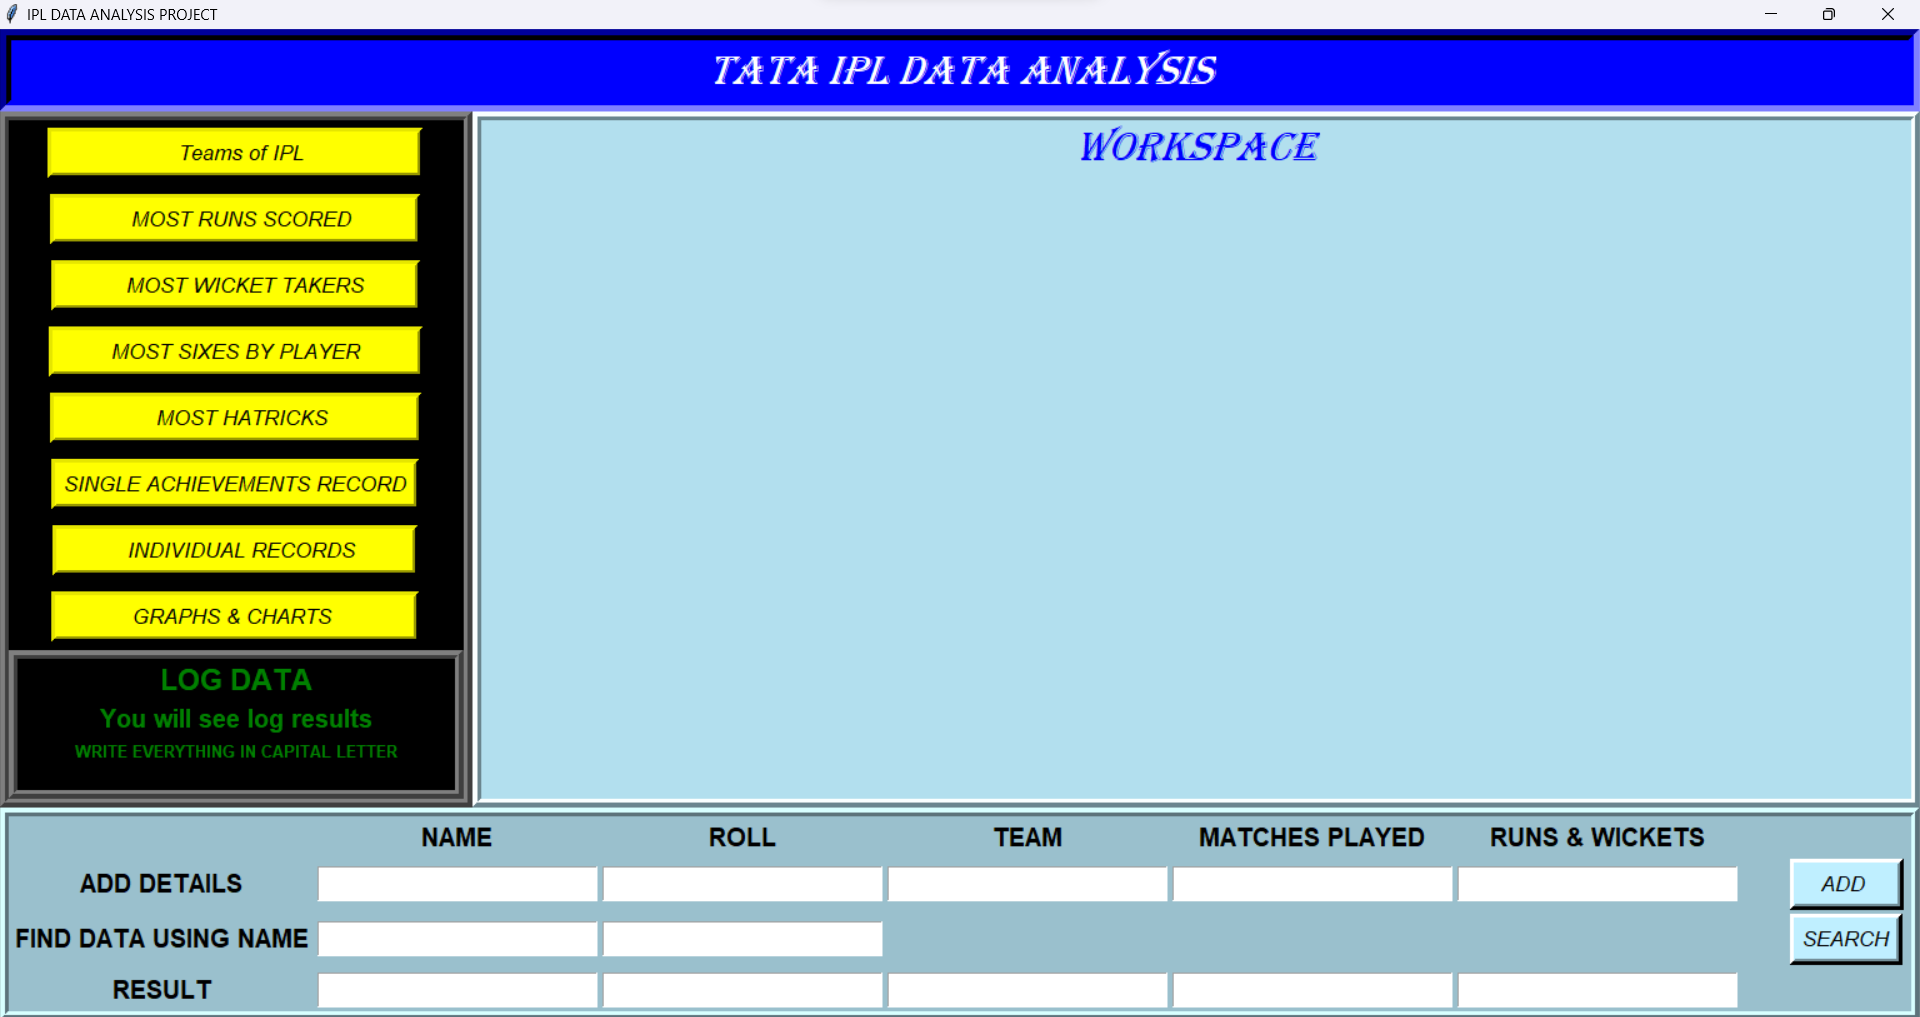 IPL DATA ANALYSIS PROJECT
TATA IPL DATA ANALYSIS
Teams of IPL
MOST RUNS SCORED
MOST WICKET TAKERS
MOST SIXES BY PLAYER
MOST HATRICKS
SINGLE ACHIEVEMENTS RECORD
INDIVIDUAL RECORDS
GRAPHS & CHARTS
LOG DATA
You will see log results
WRITE EVERYTHING IN CAPITAL LETTER
WORKSPACE
NAME ROLL TEAM MATCHES PLAYED RUNS & WICKETS
ADD DETAILS ADD
FIND DATA USING NAME SEARCH
RESULT